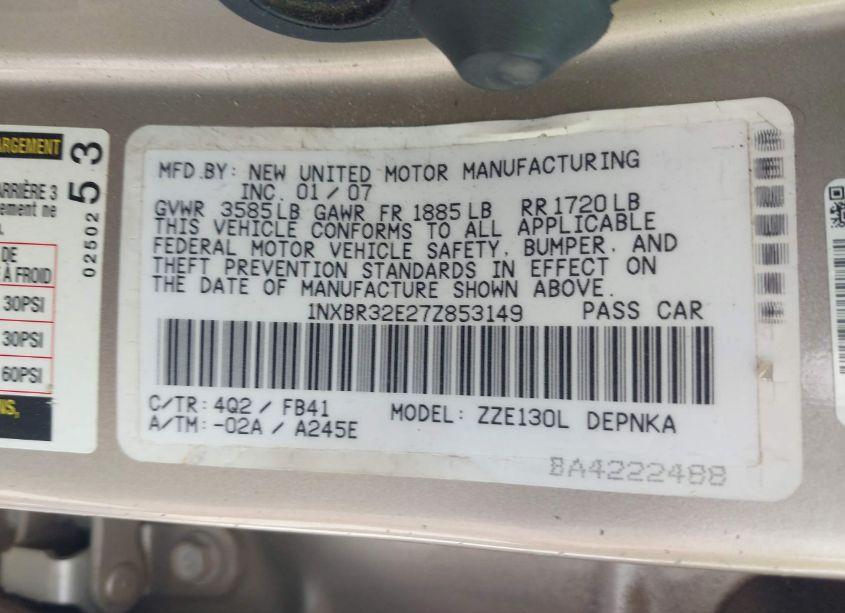 ARGEMENT
ARRIÈRE 3
ement ne
DE
À FROID
30PSI
30PSI
60PSI
NS,
02502
53
MFD.BY: NEW UNITED MOTOR MANUFACTURING
INC. 01/07
GVWR 3585LB GAWR FR 1885LB RR 1720LB
THIS VEHICLE CONFORMS TO ALL APPLICABLE
FEDERAL MOTOR VEHICLE SAFETY, BUMPER, AND
THEFT PREVENTION STANDARDS IN EFFECT ON
THE DATE OF MANUFACTURE SHOWN ABOVE.
1NXBR32E27Z853149 PASS CAR
C/TR: 4Q2 / FB41 MODEL: ZZE130L DEPNKA
A/TM: -02A / A245E
BA4222488